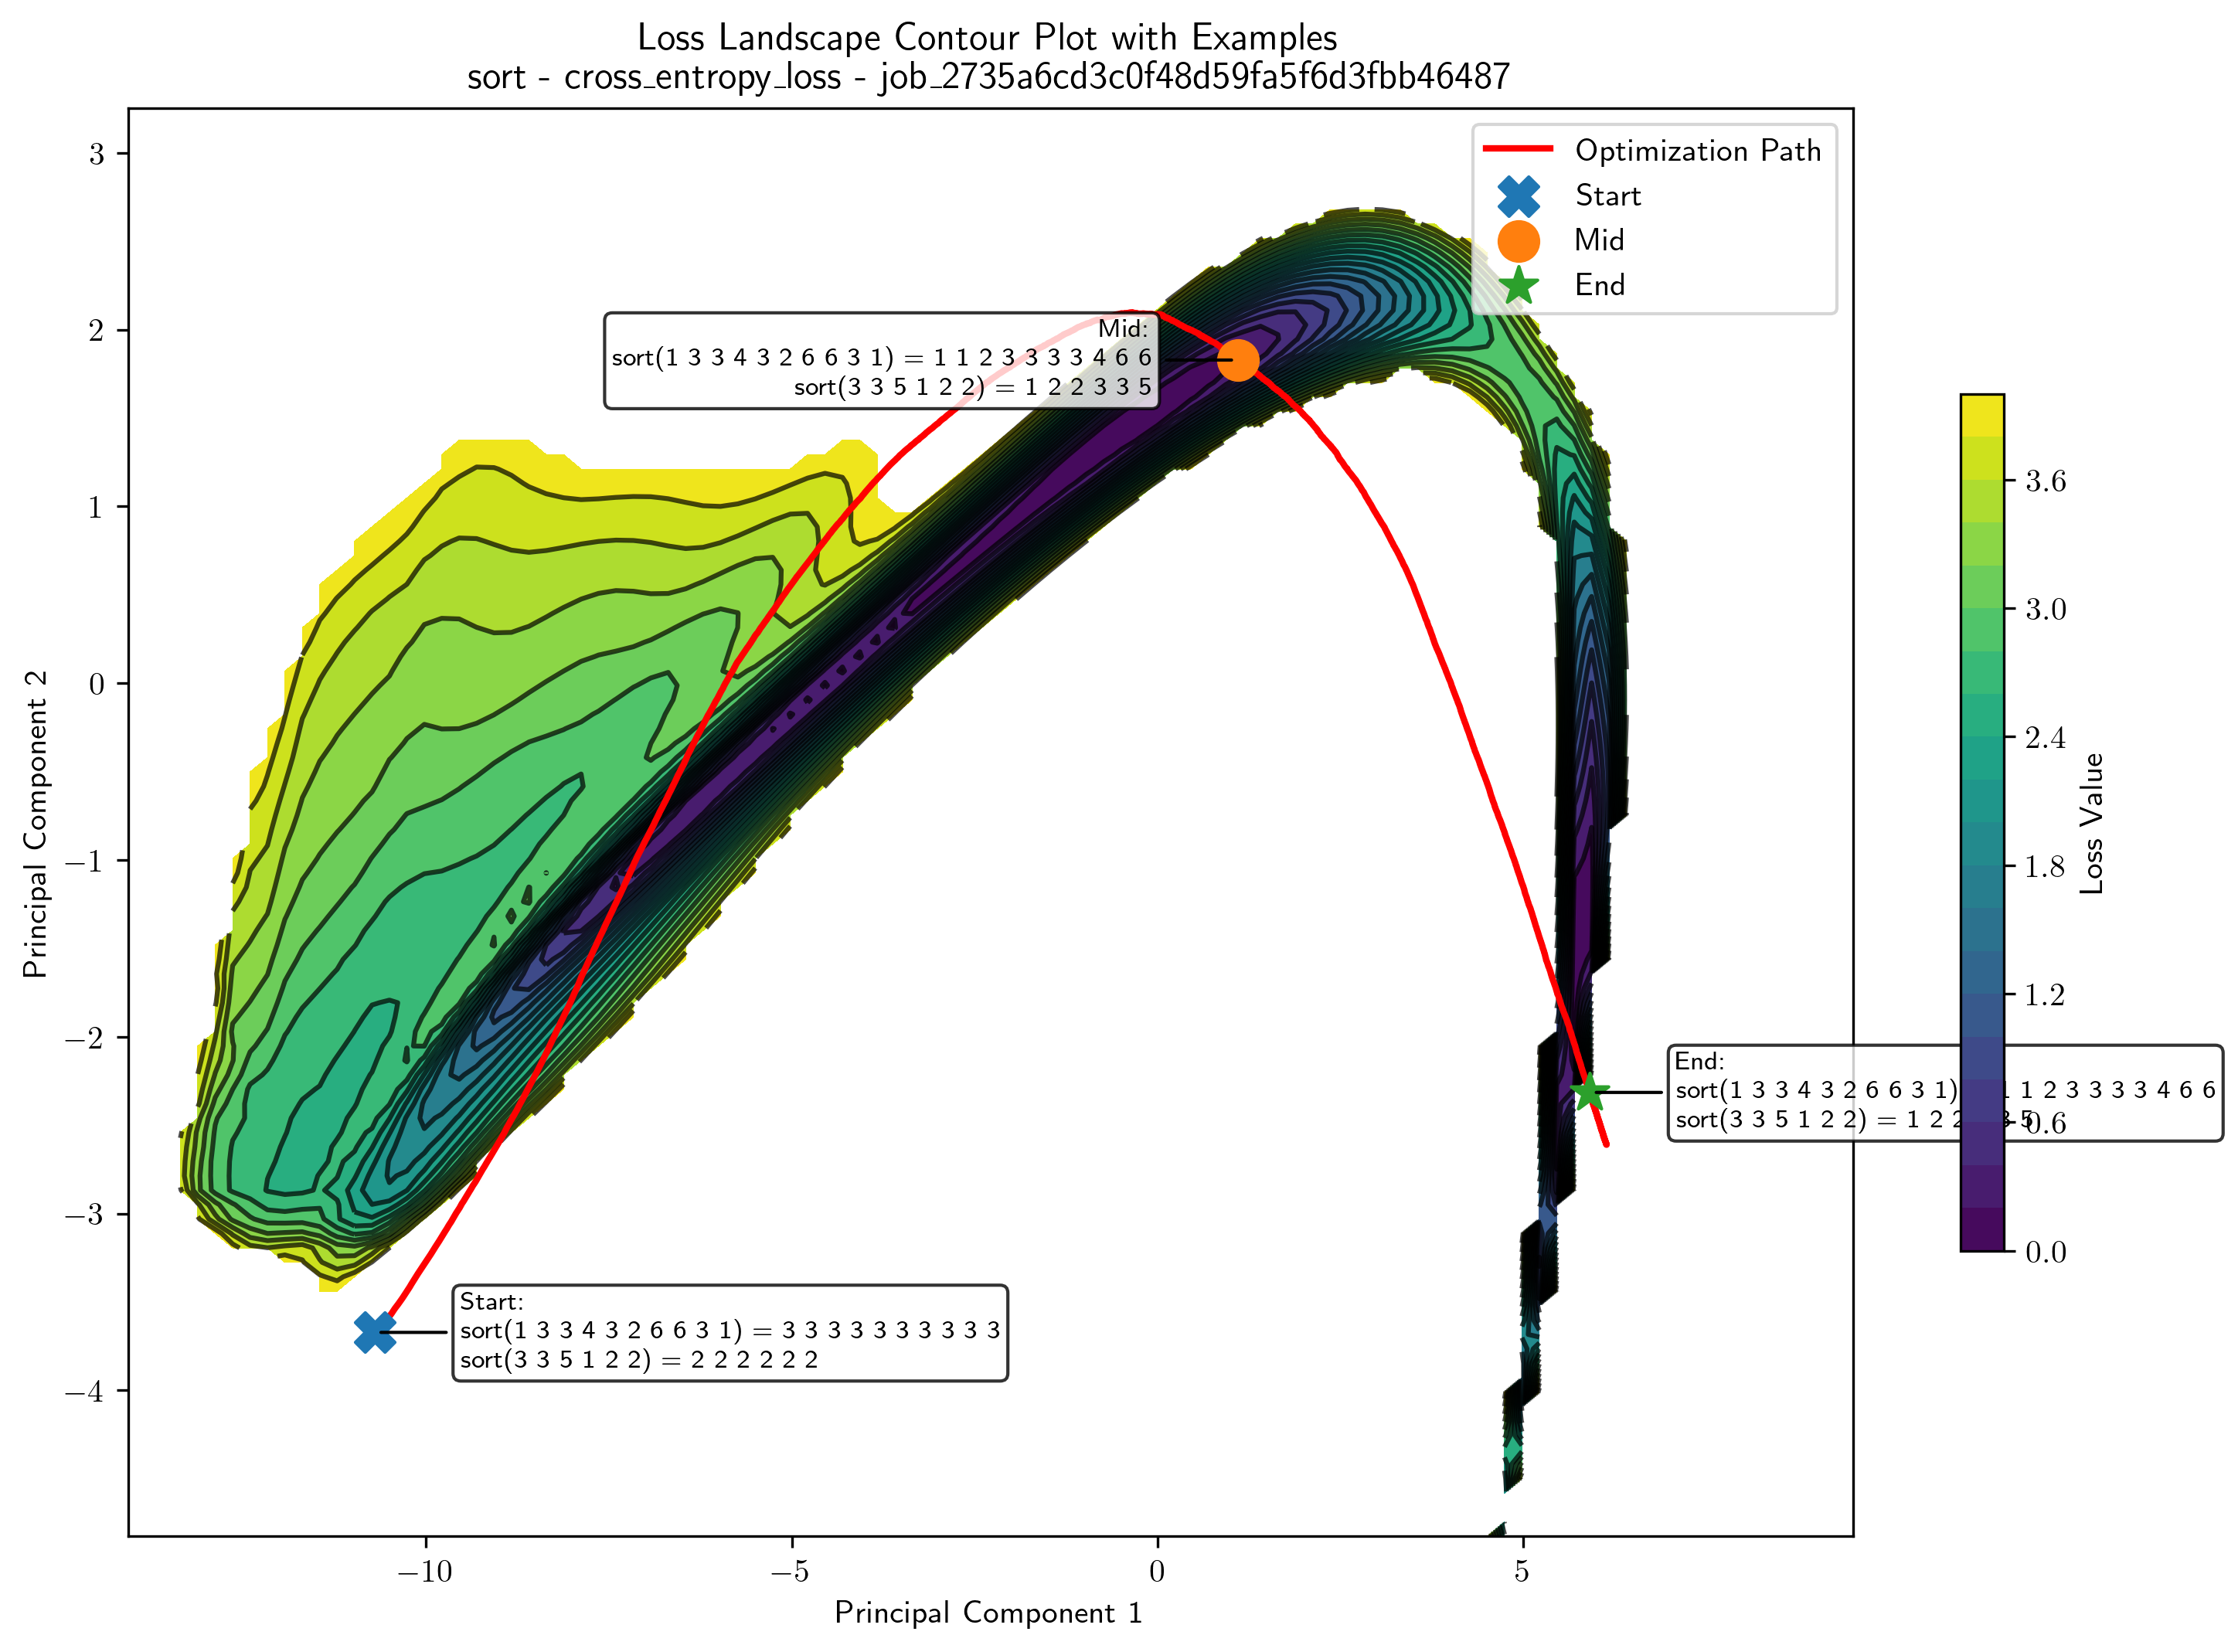 Loss Landscape Contour Plot with Examples
sort - cross_entropy_loss - job_2735a6cd3c0f48d59fa5f6d3fbb46487
Optimization Path
Start
Mid
End
Mid:
sort(1 3 3 4 3 2 6 6 3 1) = 1 1 2 3 3 3 3 4 6 6
sort(3 3 5 1 2 2) = 1 2 2 3 3 5
End:
sort(1 3 3 4 3 2 6 6 3 1) 1 1 2 3 3 3 3 4 6 6
sort(3 3 5 1 2 2) = 1 2 2 3 5
Start:
sort(1 3 3 4 3 2 6 6 3 1) = 3 3 3 3 3 3 3 3 3 3
sort(3 3 5 1 2 2) = 2 2 2 2 2 2
3
2
1
0
−1
−2
−3
−4
Principal Component 2
−10
−5
0
5
Principal Component 1
3.6
3.0
2.4
1.8
1.2
0.6
0.0
Loss Value